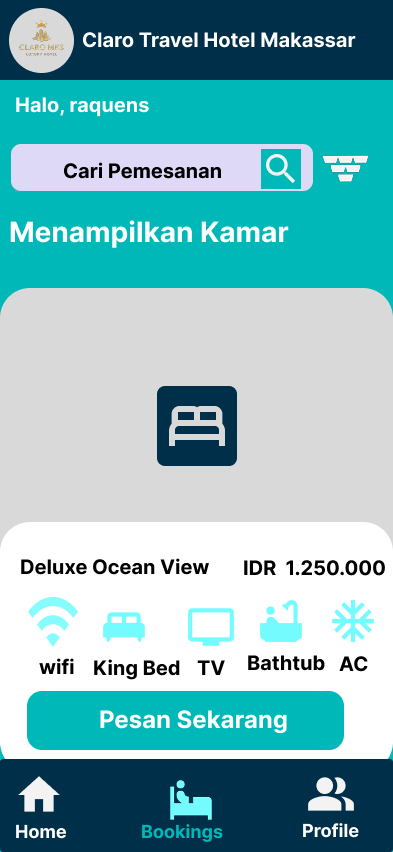 CLARO MKS
LUXURY HOTEL
Claro Travel Hotel Makassar
Halo, raquens
Cari Pemesanan
Menampilkan Kamar
Deluxe Ocean View IDR 1.250.000
wifi King Bed TV Bathtub AC
Pesan Sekarang
Home Bookings Profile